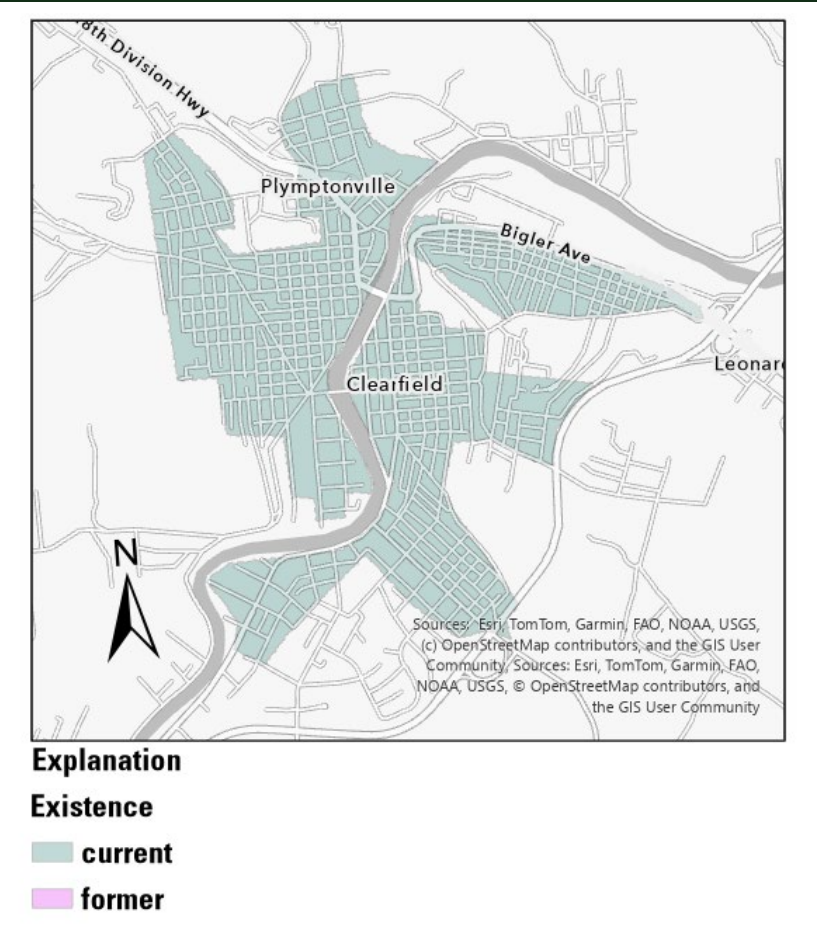 8th Division Hwy
Plymptonville
Bigler Ave
Leonard
Clearfield
N
Sources: Esri, TomTom, Garmin, FAO, NOAA, USGS,
(c) OpenStreetMap contributors, and the GIS User
Community, Sources: Esri, TomTom, Garmin, FAO,
NOAA, USGS, © OpenStreetMap contributors, and
the GIS User Community
Explanation
Existence
current
former